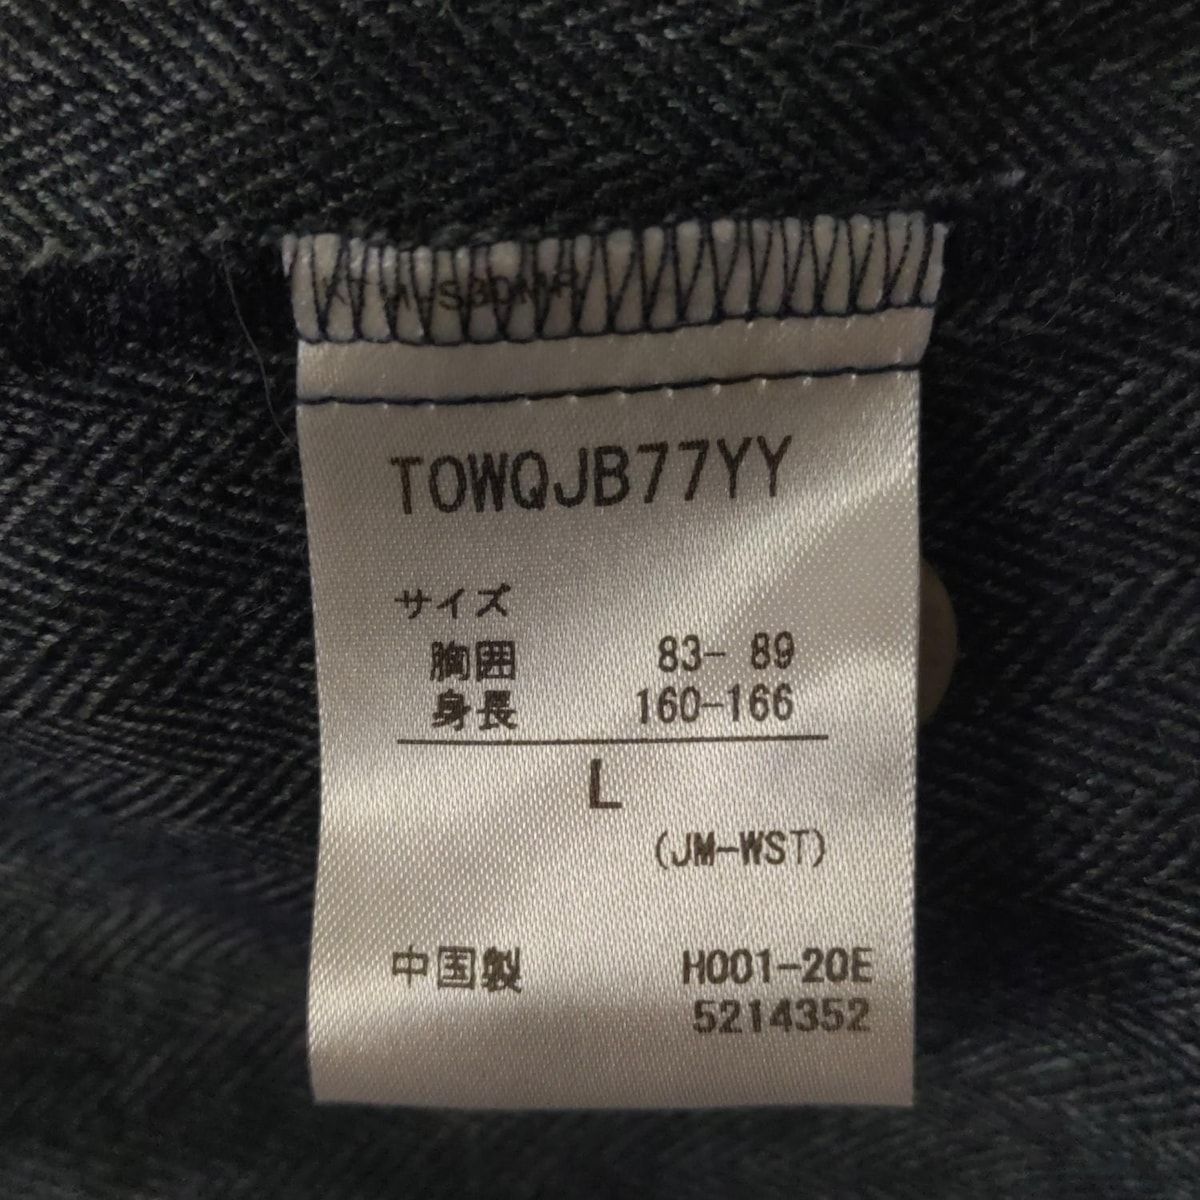 TOWQJB77YY
サイズ
胸囲 83- 89
身長 160-166
L
(JM-WST)
中国製 H001-20E
5214352